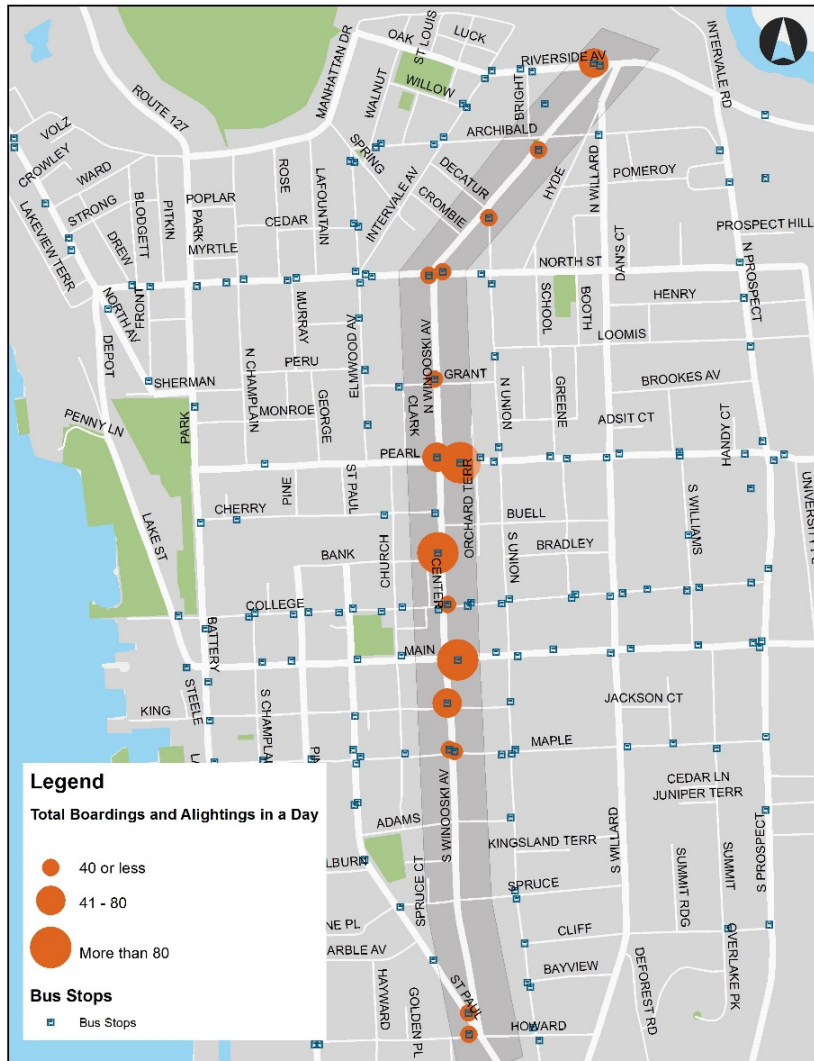 OAK
ST LOUIS
LUCK
RIVERSIDE AV
INTERVALE RD
MANHATTAN DR
ROUTE 127
WALNUT
WILLOW
BRIGHT
VOLZ
CROWLEY
WARD
SPRING
ARCHIBALD
DECATUR
HYDE
N WILLARD
POMEROY
STRONG
BLODGETT
PITKIN
POPLAR
ROSE
LAFOUNTAIN
INTERVALE AV
CROMBIE
LAKEVIEW TERR
DREW
PARK
CEDAR
MYRTLE
DAN'S CT
PROSPECT HILL
N PROSPECT
NORTH ST
NORTH AV
FRONT
MURRAY
ELMWOOD AV
N WINOOSKI AV
SCHOOL
BOOTH
HENRY
LOOMIS
DEPOT
PERU
SHERMAN
N CHAMPLAIN
GEORGE
GRANT
N UNION
GREENE
BROOKES AV
MONROE
CLARK
ADSIT CT
HANDY CT
PENNY LN
PARK
PEARL
ORCHARD TERR
PINE
ST PAUL
CHERRY
BUELL
S WILLIAMS
LAKE ST
BANK
CHURCH
CENTER
S UNION
BRADLEY
COLLEGE
BATTERY
MAIN
STEELE
KING
S CHAMPLAIN
JACKSON CT
MAPLE
CEDAR LN
JUNIPER TERR
ADAMS
S WINOOSKI AV
KINGSLAND TERR
S WILLARD
S PROSPECT
SPRUCE CT
SPRUCE
SUMMIT RDG
SUMMIT
CLIFF
OVERLAKE PK
BAYVIEW
DEFOREST RD
HAYWARD
GOLDEN PL
ST PAUL
HOWARD
Legend
Total Boardings and Alightings in a Day
40 or less
41 - 80
More than 80
Bus Stops
Bus Stops